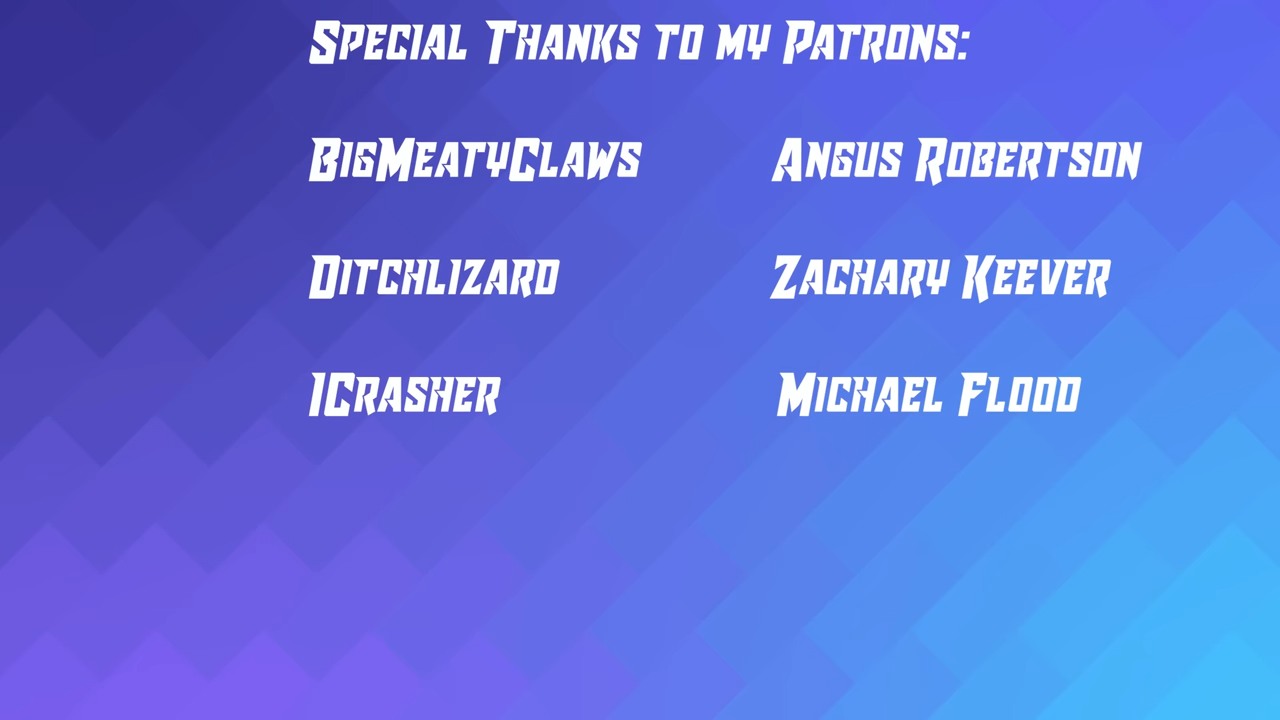 Special Thanks to my Patrons:
BigMeatyClaws Angus Robertson
Ditchlizard Zachary Keever
ICrasher Michael Flood